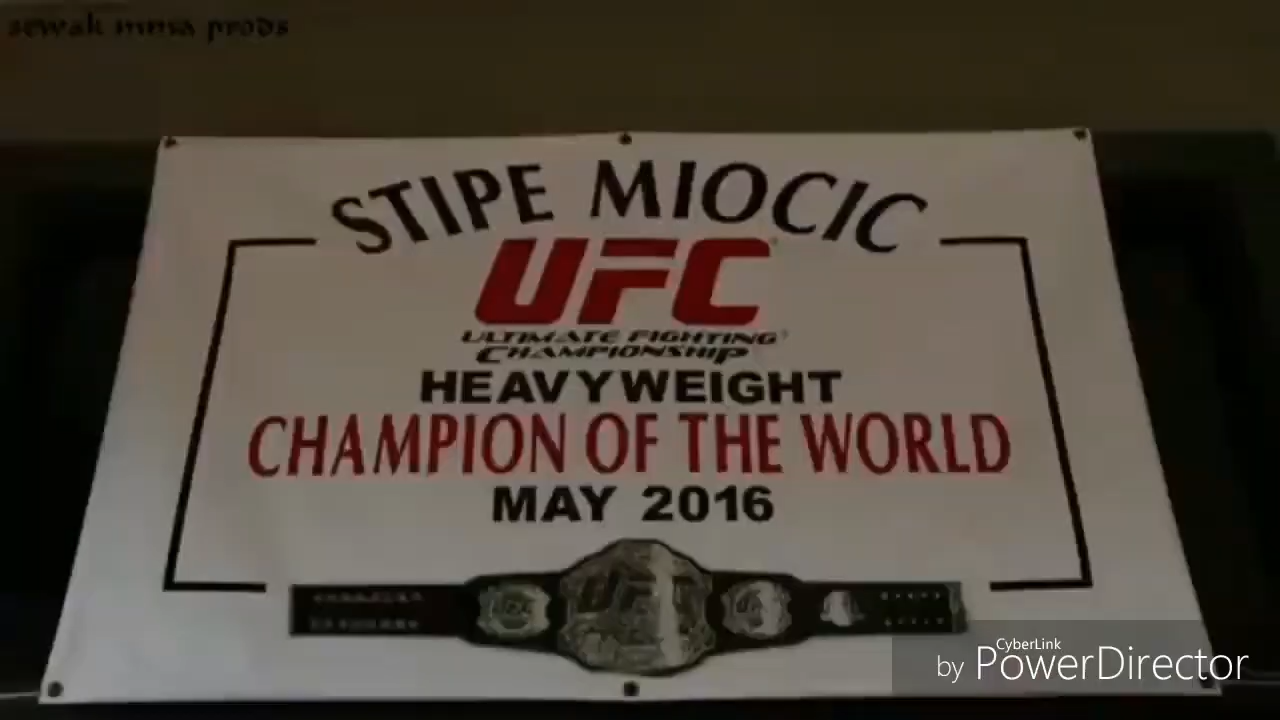 sewak mma prods
STIPE MIOCIC
UFC
ULTIMATE FIGHTING
CHAMPIONSHIP
HEAVYWEIGHT
CHAMPION OF THE WORLD
MAY 2016
CyberLink
by PowerDirector